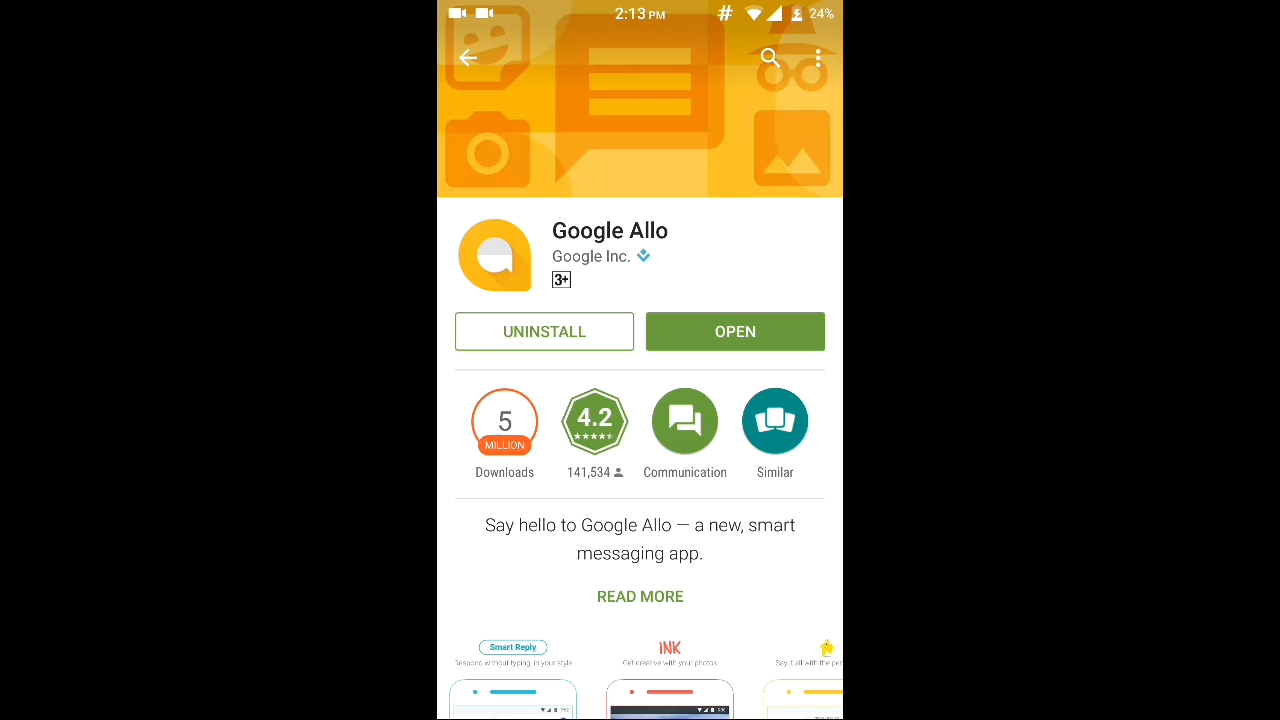 2:13 PM # 24%
Google Allo
Google Inc.
3+
UNINSTALL OPEN
5 4.2
MILLION
Downloads 141,534 Communication Similar
Say hello to Google Allo — a new, smart
messaging app.
READ MORE
Smart Reply INK
Respond without typing, in your style Get creative with your photos Say it all with the per